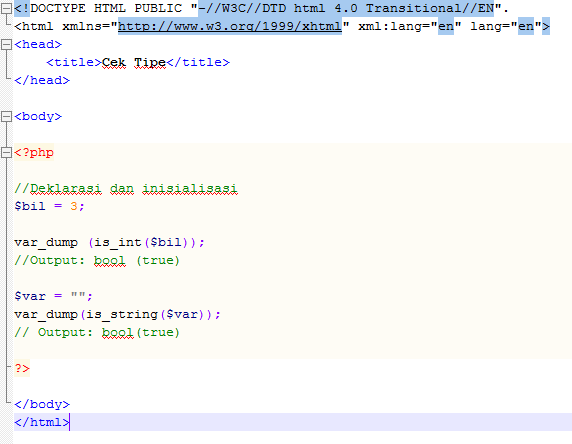 <!DOCTYPE HTML PUBLIC "-//W3C//DTD html 4.0 Transitional//EN".
<html xmlns="http://www.w3.org/1999/xhtml" xml:lang="en" lang="en">
<head>
<title>Cek Tipe</title>
</head>
<body>
<?php
//Deklarasi dan inisialisasi
$bil = 3;
var_dump (is_int($bil));
//Output: bool (true)
$var = "";
var_dump(is_string($var));
// Output: bool(true)
?>
</body>
</html>